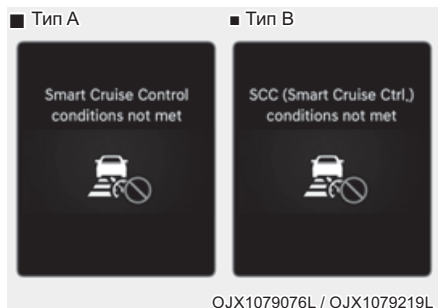 ■ Тип A
■ Тип B
Smart Cruise Control
conditions not met
SCC (Smart Cruise Ctrl.)
conditions not met
OJX1079076L / OJX1079219L